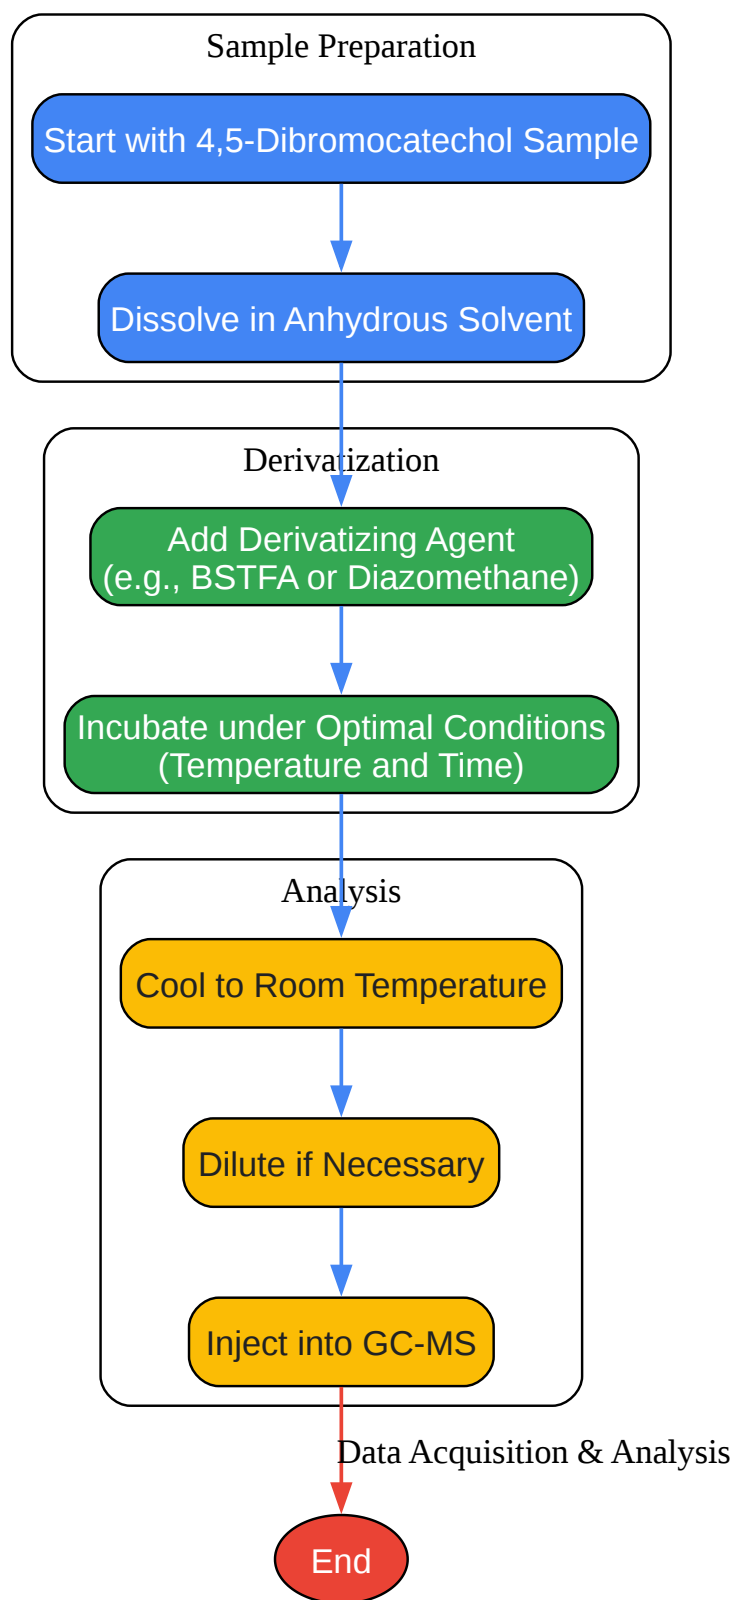 Sample Preparation
Start with 4,5-Dibromocatechol Sample
Dissolve in Anhydrous Solvent
Derivatization
Add Derivatizing Agent
(e.g., BSTFA or Diazomethane)
Incubate under Optimal Conditions
(Temperature and Time)
Analysis
Cool to Room Temperature
Dilute if Necessary
Inject into GC-MS
Data Acquisition & Analysis
End